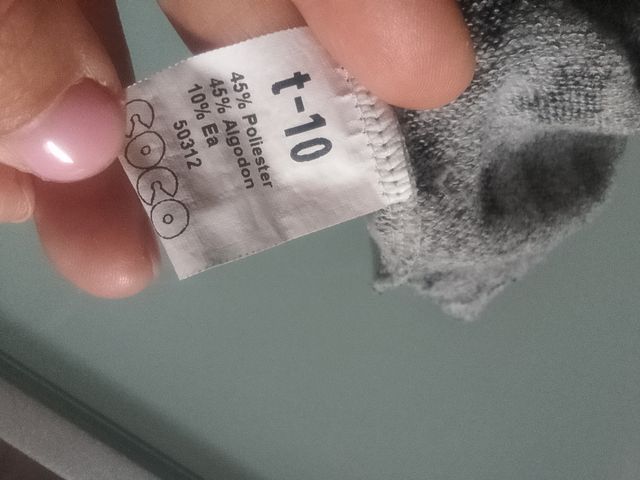 t-10
45% Poliester
45% Algodon
10% Ea
50312
COCO